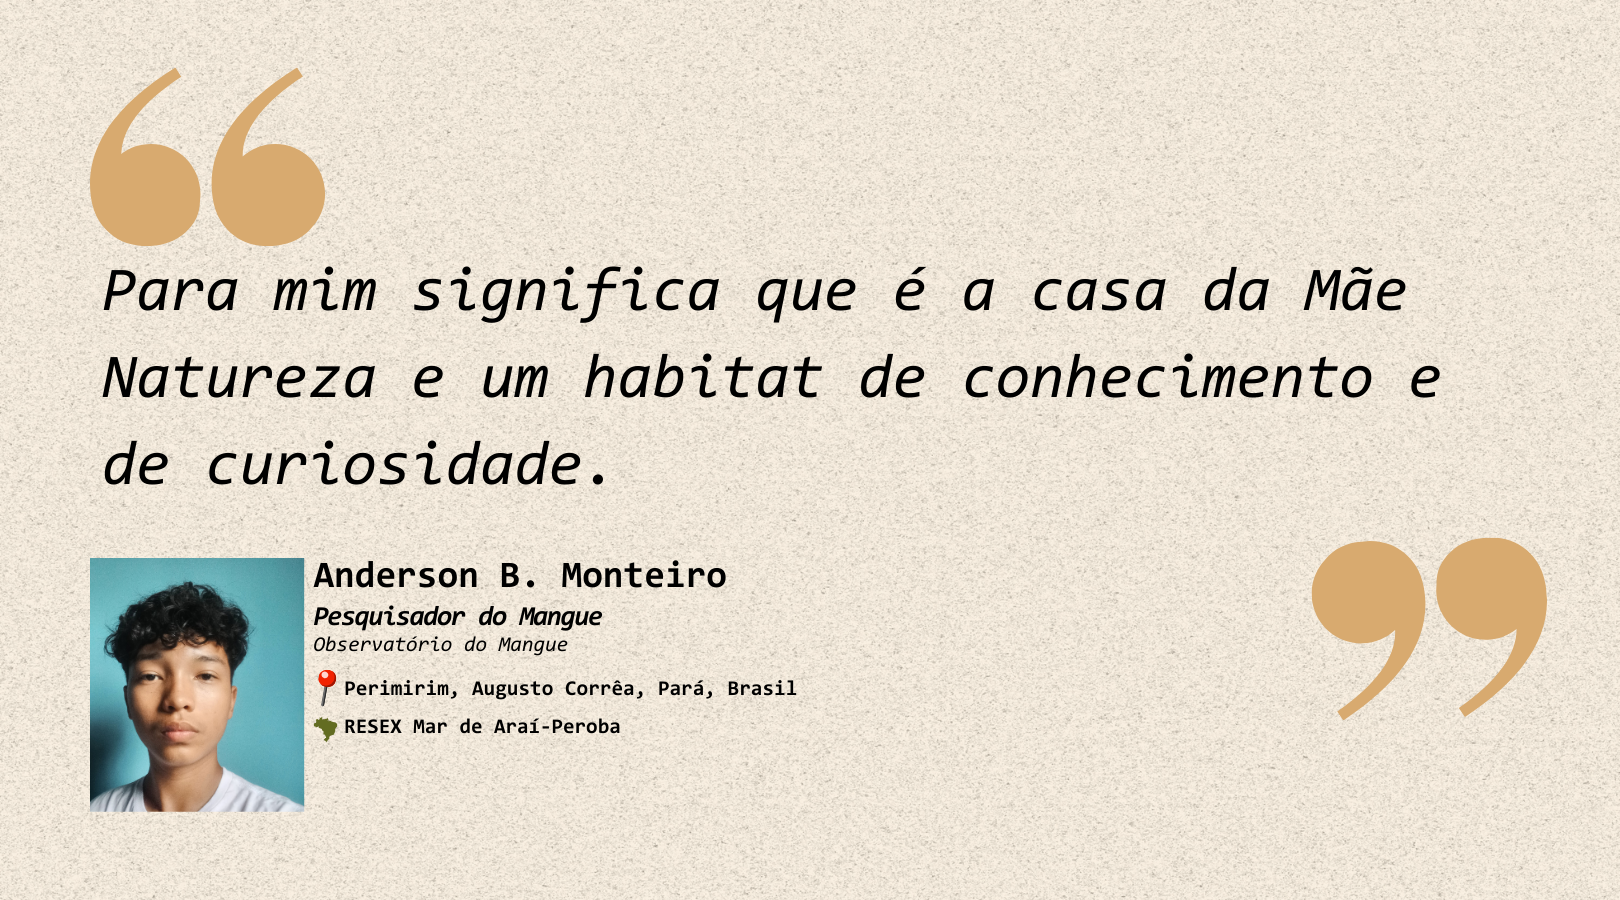 Para mim significa que é a casa da Mãe
Natureza e um habitat de conhecimento e
de curiosidade.
Anderson B. Monteiro
Pesquisador do Mangue
Observatório do Mangue
Perimirim, Augusto Corrêa, Pará, Brasil
RESEX Mar de Araí-Peroba